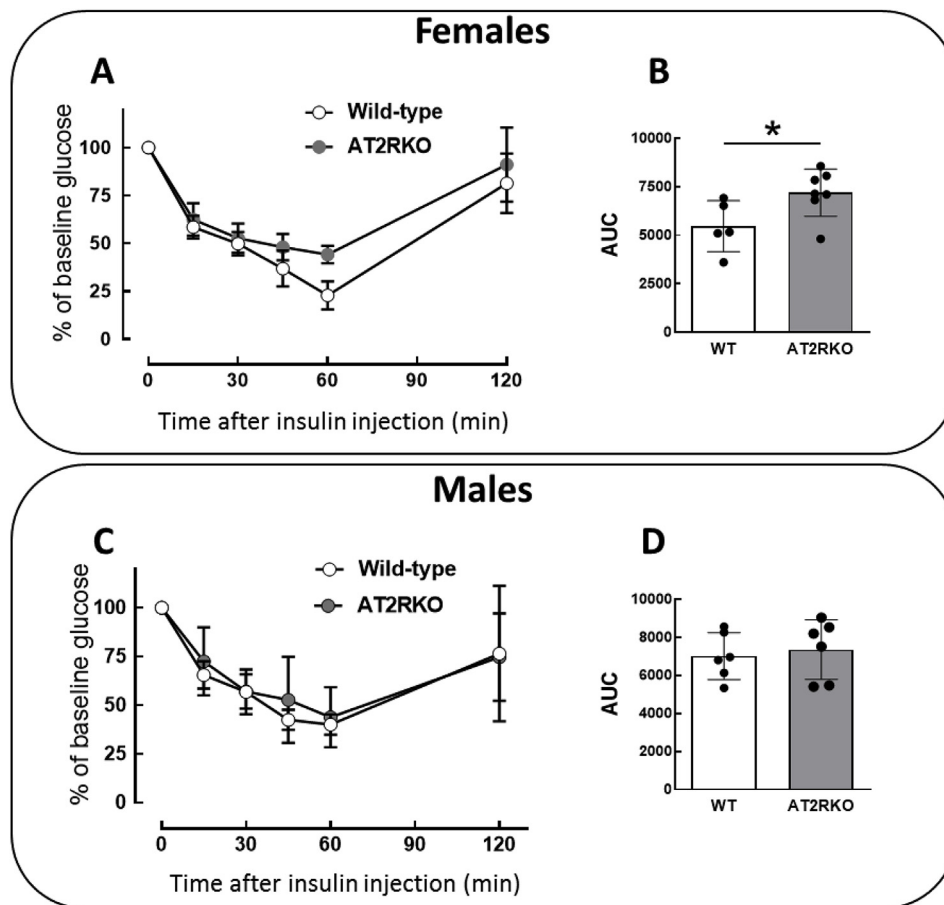 Females
A
Wild-type
AT2RKO
% of baseline glucose
100
75
50
25
0
0 30 60 90 120
Time after insulin injection (min)
B
*
AUC
10000
7500
5000
2500
0
WT AT2RKO
Males
C
Wild-type
AT2RKO
% of baseline glucose
100
75
50
25
0
0 30 60 90 120
Time after insulin injection (min)
D
AUC
10000
8000
6000
4000
2000
0
WT AT2RKO